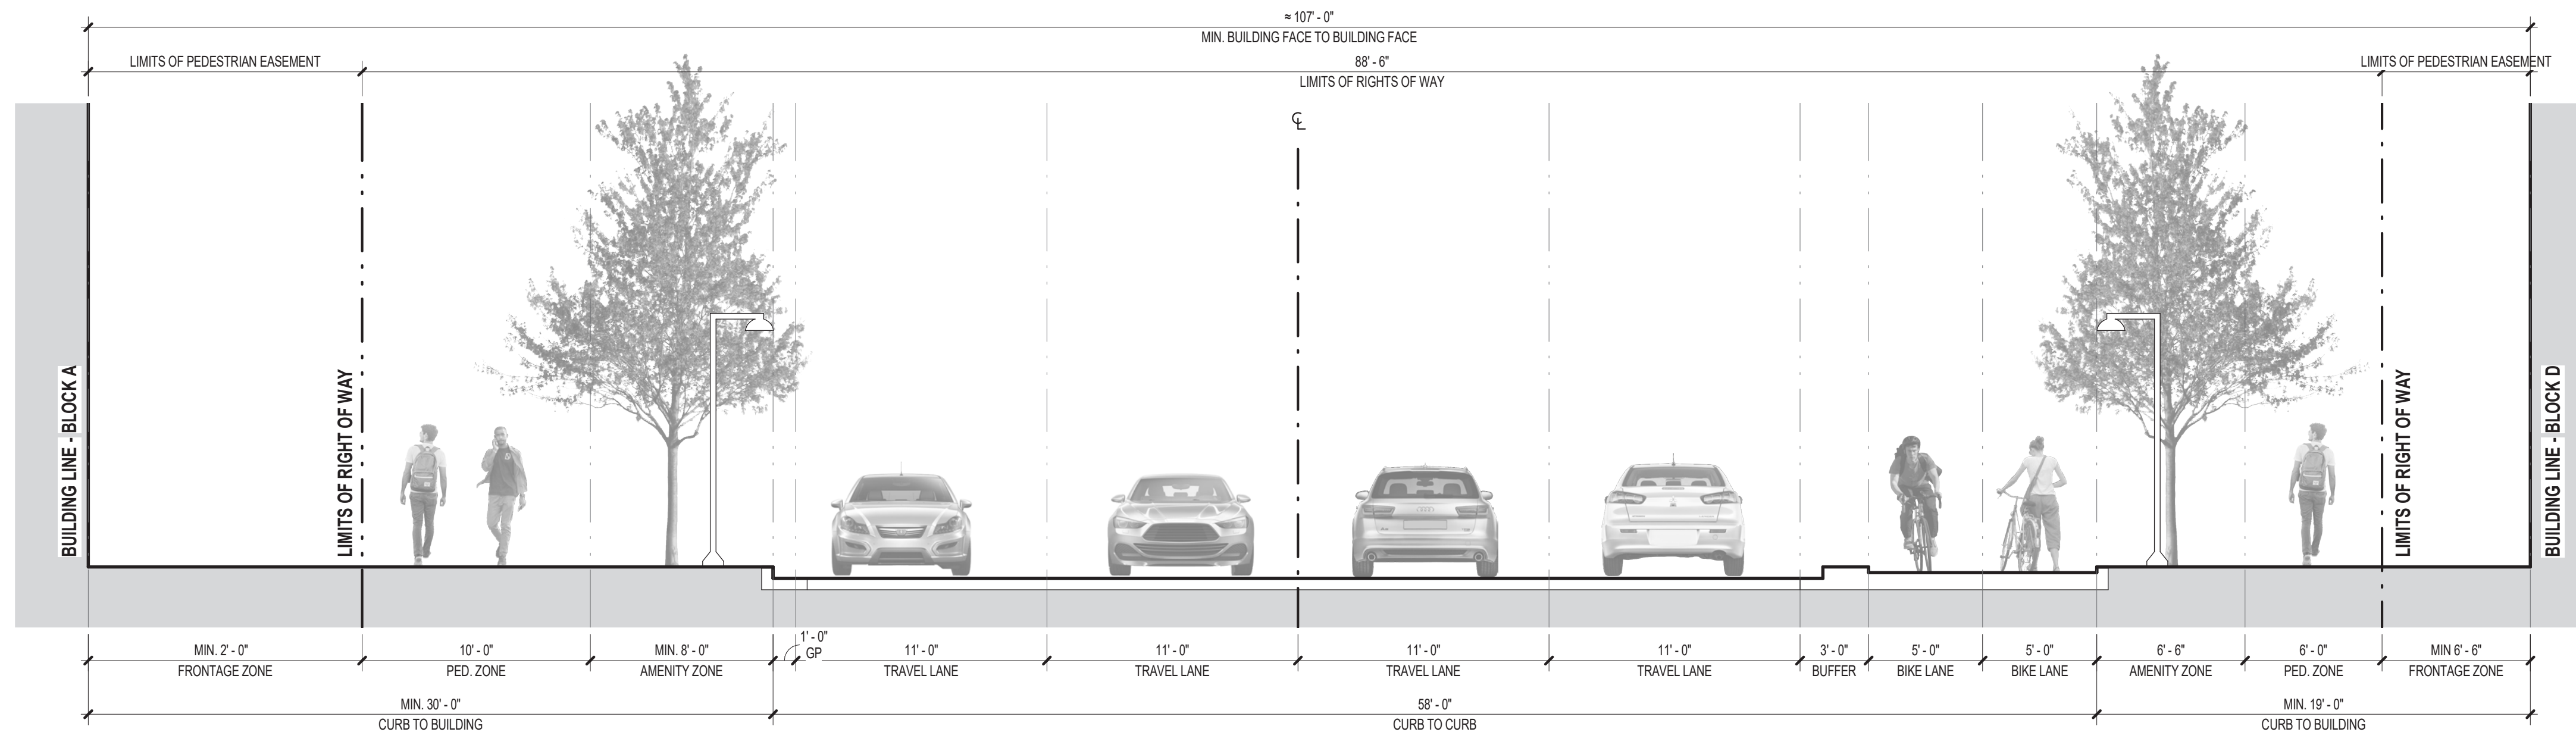 ≈ 107' - 0"
MIN. BUILDING FACE TO BUILDING FACE
LIMITS OF PEDESTRIAN EASEMENT
88' - 6"
LIMITS OF RIGHTS OF WAY
LIMITS OF PEDESTRIAN EASEMENT
℄
BUILDING LINE - BLOCK A
LIMITS OF RIGHT OF WAY
LIMITS OF RIGHT OF WAY
BUILDING LINE - BLOCK D
MIN. 2' - 0"
FRONTAGE ZONE
10' - 0"
PED. ZONE
MIN. 8' - 0"
AMENITY ZONE
1' - 0"
GP
11' - 0"
TRAVEL LANE
11' - 0"
TRAVEL LANE
11' - 0"
TRAVEL LANE
11' - 0"
TRAVEL LANE
3' - 0"
BUFFER
5' - 0"
BIKE LANE
5' - 0"
BIKE LANE
6' - 6"
AMENITY ZONE
6' - 0"
PED. ZONE
MIN 6' - 6"
FRONTAGE ZONE
MIN. 30' - 0"
CURB TO BUILDING
58' - 0"
CURB TO CURB
MIN. 19' - 0"
CURB TO BUILDING